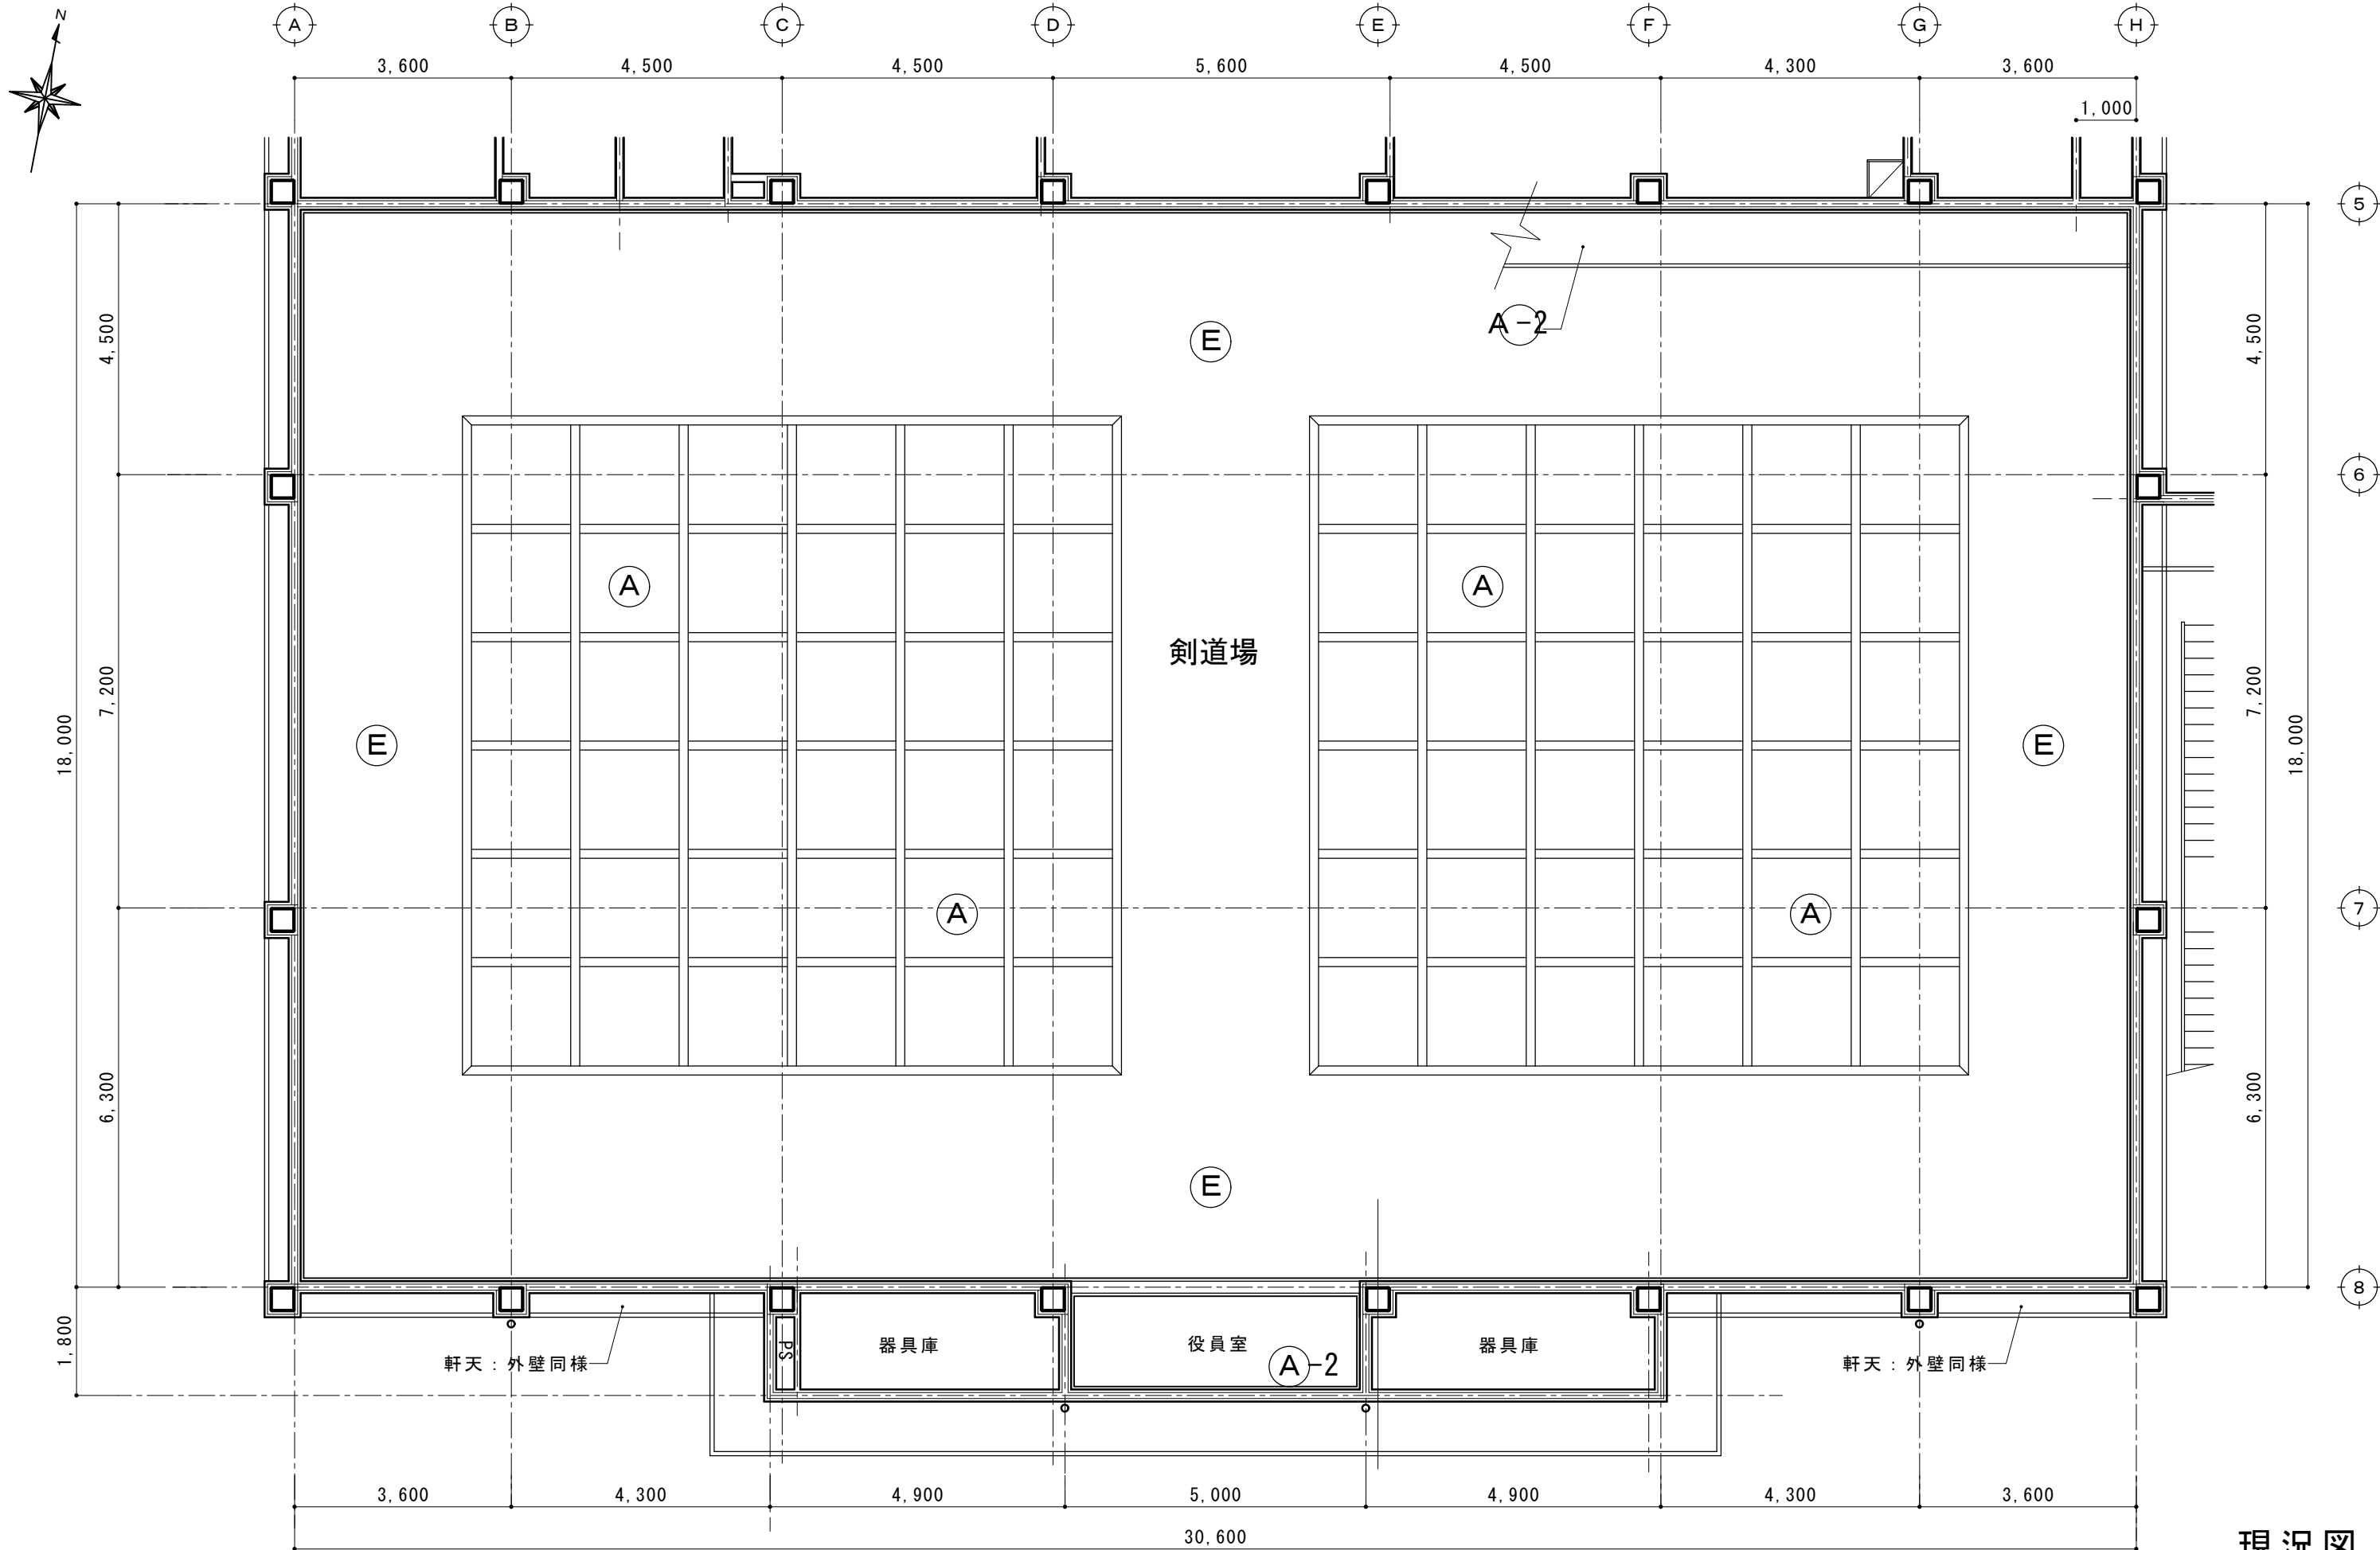 N
A B C D E F G H
3,600 4,500 4,500 5,600 4,500 4,300 3,600
1,000
5
4,500 4,500
A-2
E
6
A A
剣道場
7,200 7,200
18,000 18,000
E E
A A
7
6,300 6,300
E
8
1,800
PS
器具庫 役員室 器具庫
A-2
軒天：外壁同様 軒天：外壁同様
3,600 4,300 4,900 5,000 4,900 4,300 3,600
30,600
現況図